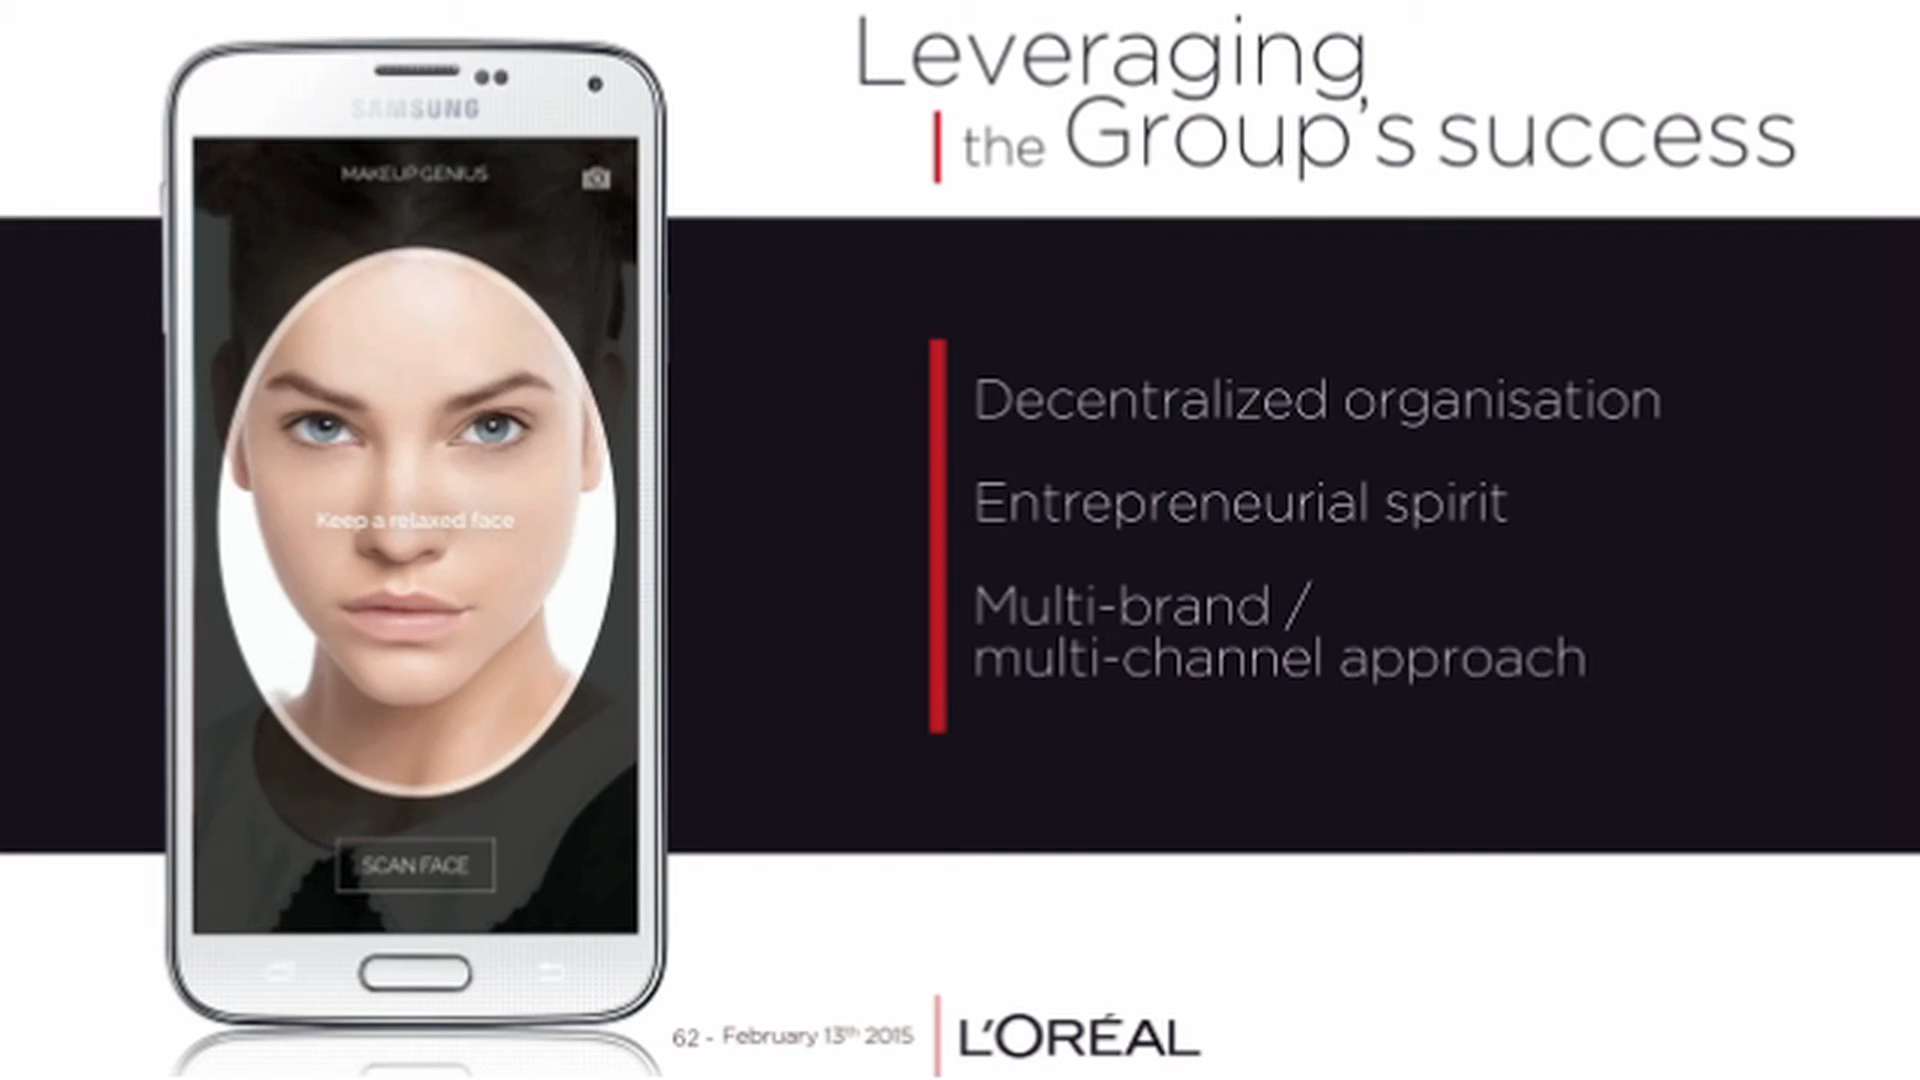 Leveraging
the Group's success
SAMSUNG
MAKEUP GENIUS
Keep a relaxed face
SCAN FACE
Decentralized organisation
Entrepreneurial spirit
Multi-brand /
multi-channel approach
62 - February 13th 2015
L'ORÉAL